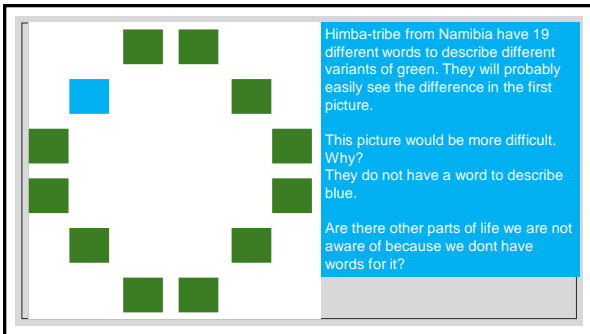 Himba-tribe from Namibia have 19
different words to describe different
variants of green. They will probably
easily see the difference in the first
picture.
This picture would be more difficult.
Why?
They do not have a word to describe
blue.
Are there other parts of life we are not
aware of because we dont have
words for it?